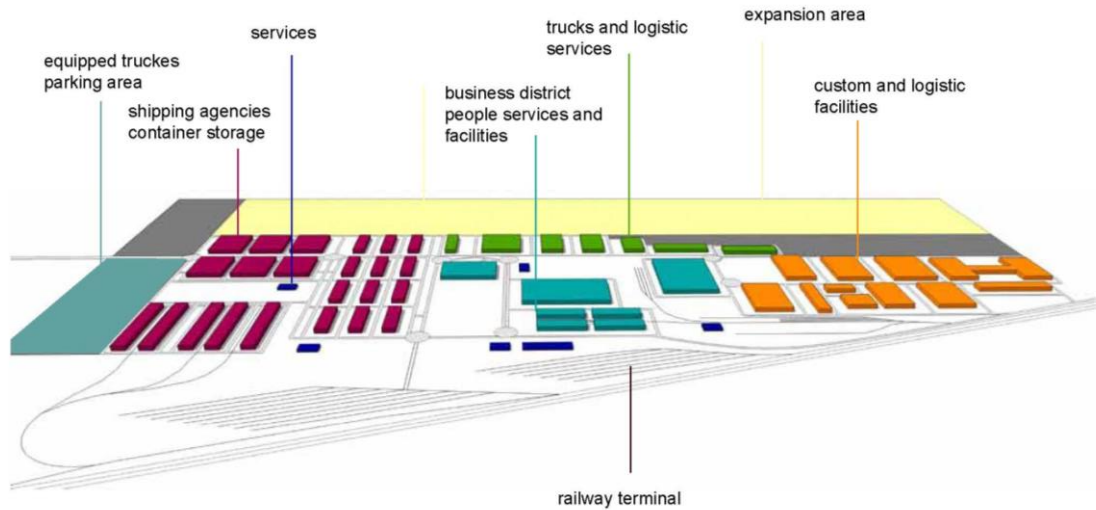 expansion area
services
trucks and logistic
services
equipped truckes
parking area
business district
people services and
facilities
custom and logistic
facilities
shipping agencies
container storage
railway terminal